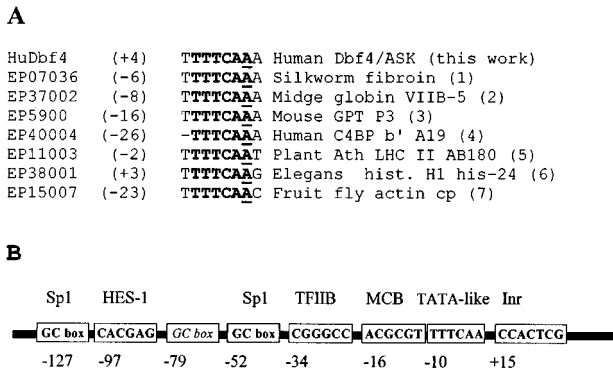 A
HuDbf4 (+4) TTTTCAAA Human Dbf4/ASK (this work)
EP07036 (-6) TTTTCAAA Silkworm fibroin (1)
EP37002 (-8) TTTTCAAA Midge globin VIIB-5 (2)
EP5900 (-16) TTTTCAAA Mouse GPT P3 (3)
EP40004 (-26) -TTTCAAA Human C4BP b' A19 (4)
EP11003 (-2) TTTTCAAT Plant Ath LHC II AB180 (5)
EP38001 (+3) TTTTCAAG Elegans hist. H1 his-24 (6)
EP15007 (-23) TTTTCAAC Fruit fly actin cp (7)
B
Sp1 HES-1 Sp1 TFIIB MCB TATA-like Inr
GC box CACGAG GC box GC box CGGGCC ACGCGT TTTCAA CCACTCG
-127 -97 -79 -52 -34 -16 -10 +15